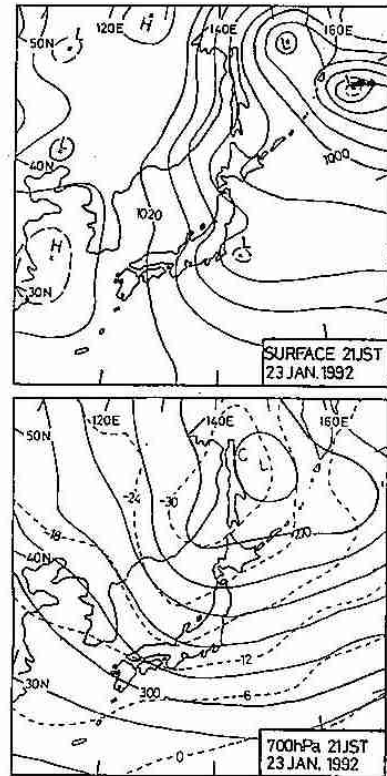 120E
140E
160E
50N
H
L
L
L
40N
L
1000
1020
H
30N
L
SURFACE 21JST
23 JAN. 1992
120E
140E
160E
50N
C
L
-24
-30
-18
270
40N
-12
30N
300
-6
0
700hPa 21JST
23 JAN. 1992